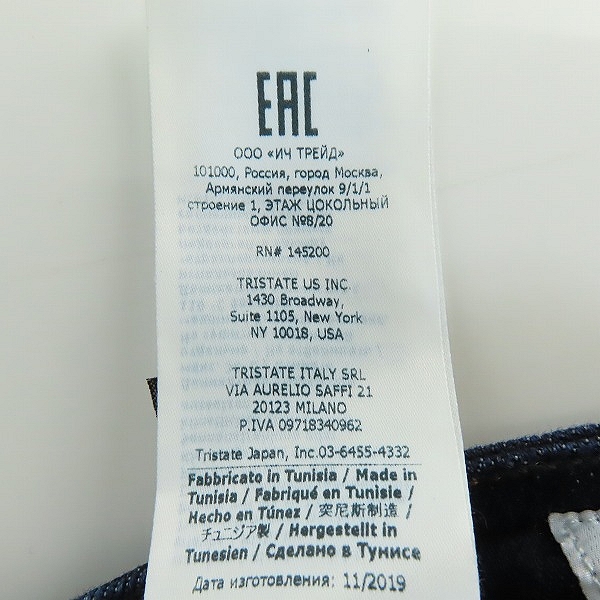 EAC
ООО «ИЧ ТРЕЙД»
101000, Россия, город Москва,
Армянский переулок 9/1/1
строение 1, ЭТАЖ ЦОКОЛЬНЫЙ
ОФИС №8/20
RN# 145200
TRISTATE US INC.
1430 Broadway,
Suite 1105, New York
NY 10018, USA
TRISTATE ITALY SRL
VIA AURELIO SAFFI 21
20123 MILANO
P.IVA 09718340962
Tristate Japan, Inc.03-6455-4332
Fabbricato in Tunisia / Made in
Tunisia / Fabriqué en Tunisie /
Hecho en Túnez / 突尼斯制造 /
チュニジア製 / Hergestellt in
Tunesien / Сделано в Тунисе
Дата изготовления: 11/2019